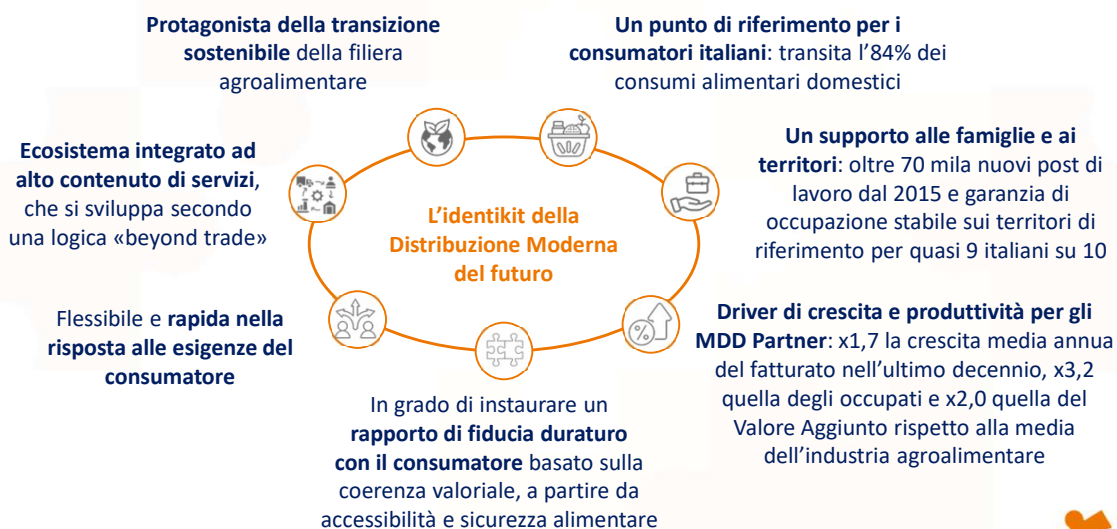 Protagonista della transizione
sostenibile della filiera
agroalimentare
Un punto di riferimento per i
consumatori italiani: transita l'84% dei
consumi alimentari domestici
Ecosistema integrato ad
alto contenuto di servizi,
che si sviluppa secondo
una logica «beyond trade»
Un supporto alle famiglie e ai
territori: oltre 70 mila nuovi post di
lavoro dal 2015 e garanzia di
occupazione stabile sui territori di
riferimento per quasi 9 italiani su 10
L'identikit della
Distribuzione Moderna
del futuro
Flessibile e rapida nella
risposta alle esigenze del
consumatore
Driver di crescita e produttività per gli
MDD Partner: x1,7 la crescita media annua
del fatturato nell'ultimo decennio, x3,2
quella degli occupati e x2,0 quella del
Valore Aggiunto rispetto alla media
dell'industria agroalimentare
In grado di instaurare un
rapporto di fiducia duraturo
con il consumatore basato sulla
coerenza valoriale, a partire da
accessibilità e sicurezza alimentare